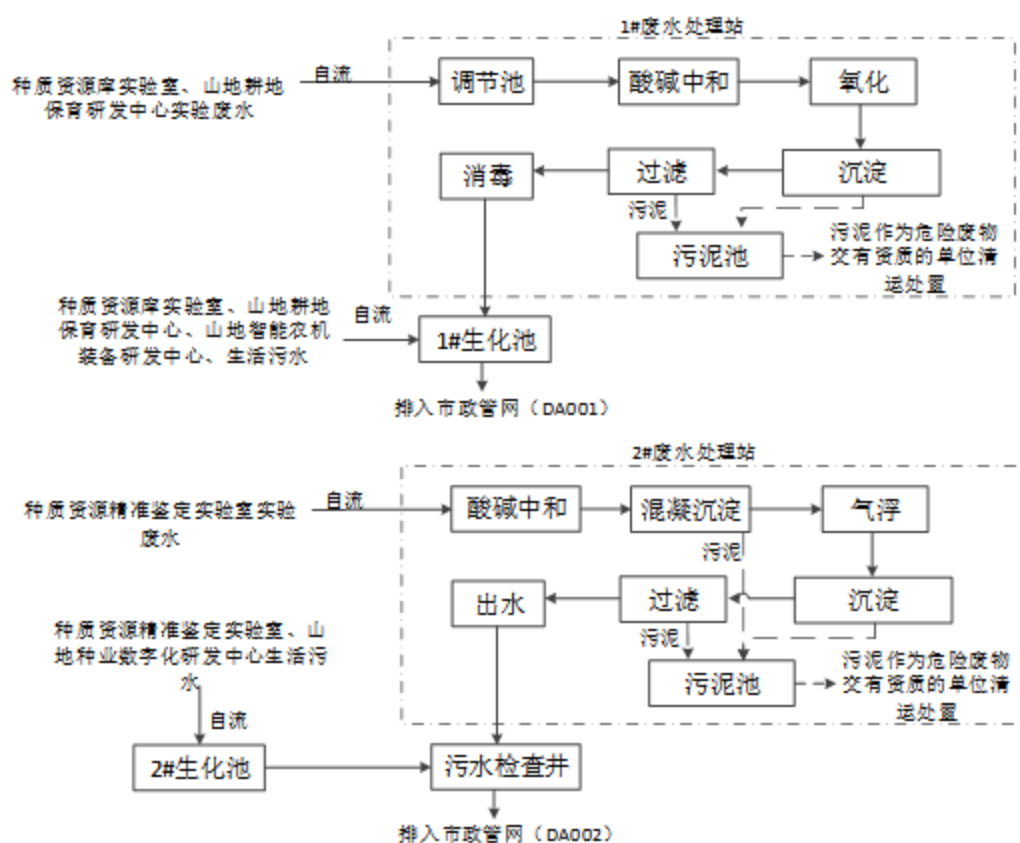 1#废水处理站
种质资源库实验室、山地耕地
保育研发中心实验废水
自流
调节池
酸碱中和
氧化
消毒
过滤
沉淀
污泥
污泥池
污泥作为危险废物
交有资质的单位清
运处置
种质资源库实验室、山地耕地
保育研发中心、山地智能农机
装备研发中心、生活污水
自流
1#生化池
排入市政管网（DA001）
2#废水处理站
种质资源精准鉴定实验室实验
废水
自流
酸碱中和
混凝沉淀
气浮
污泥
出水
过滤
沉淀
污泥
污泥池
污泥作为危险废物
交有资质的单位清
运处置
种质资源精准鉴定实验室、山
地种业数字化研发中心生活污
水
自流
2#生化池
污水检查井
排入市政管网（DA002）